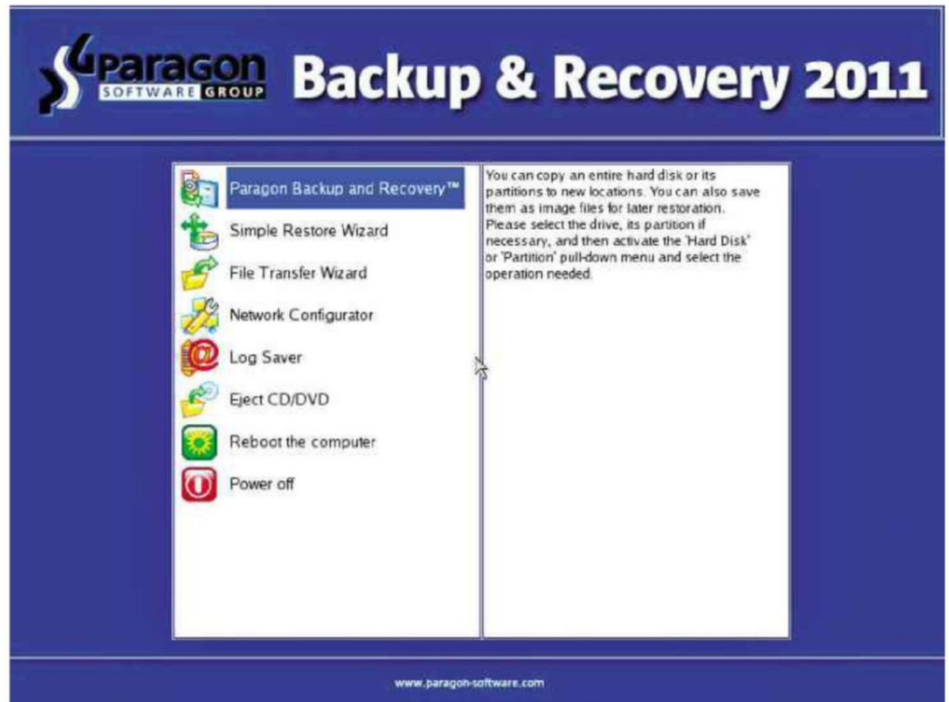 Paragon
SOFTWARE GROUP
Backup & Recovery 2011
Paragon Backup and Recovery™
Simple Restore Wizard
File Transfer Wizard
Network Configurator
Log Saver
Eject CD/DVD
Reboot the computer
Power off
You can copy an entire hard disk or its
partitions to new locations. You can also save
them as image files for later restoration.
Please select the drive, its partition if
necessary, and then activate the 'Hard Disk'
or 'Partition' pull-down menu and select the
operation needed.
www.paragon-software.com